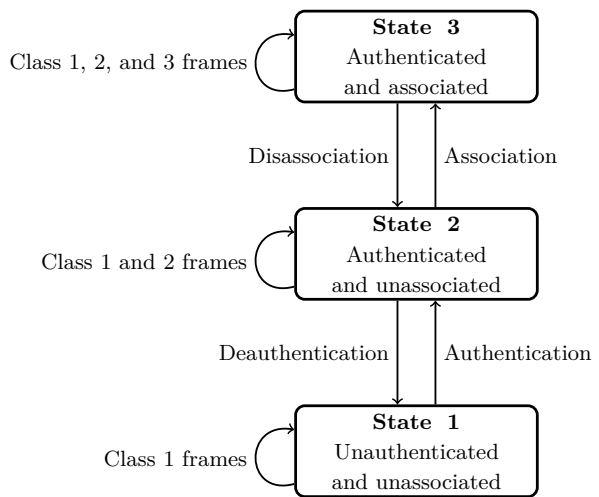 State 3
Authenticated
and associated
Class 1, 2, and 3 frames
Disassociation
Association
State 2
Authenticated
and unassociated
Class 1 and 2 frames
Deauthentication
Authentication
State 1
Unauthenticated
and unassociated
Class 1 frames